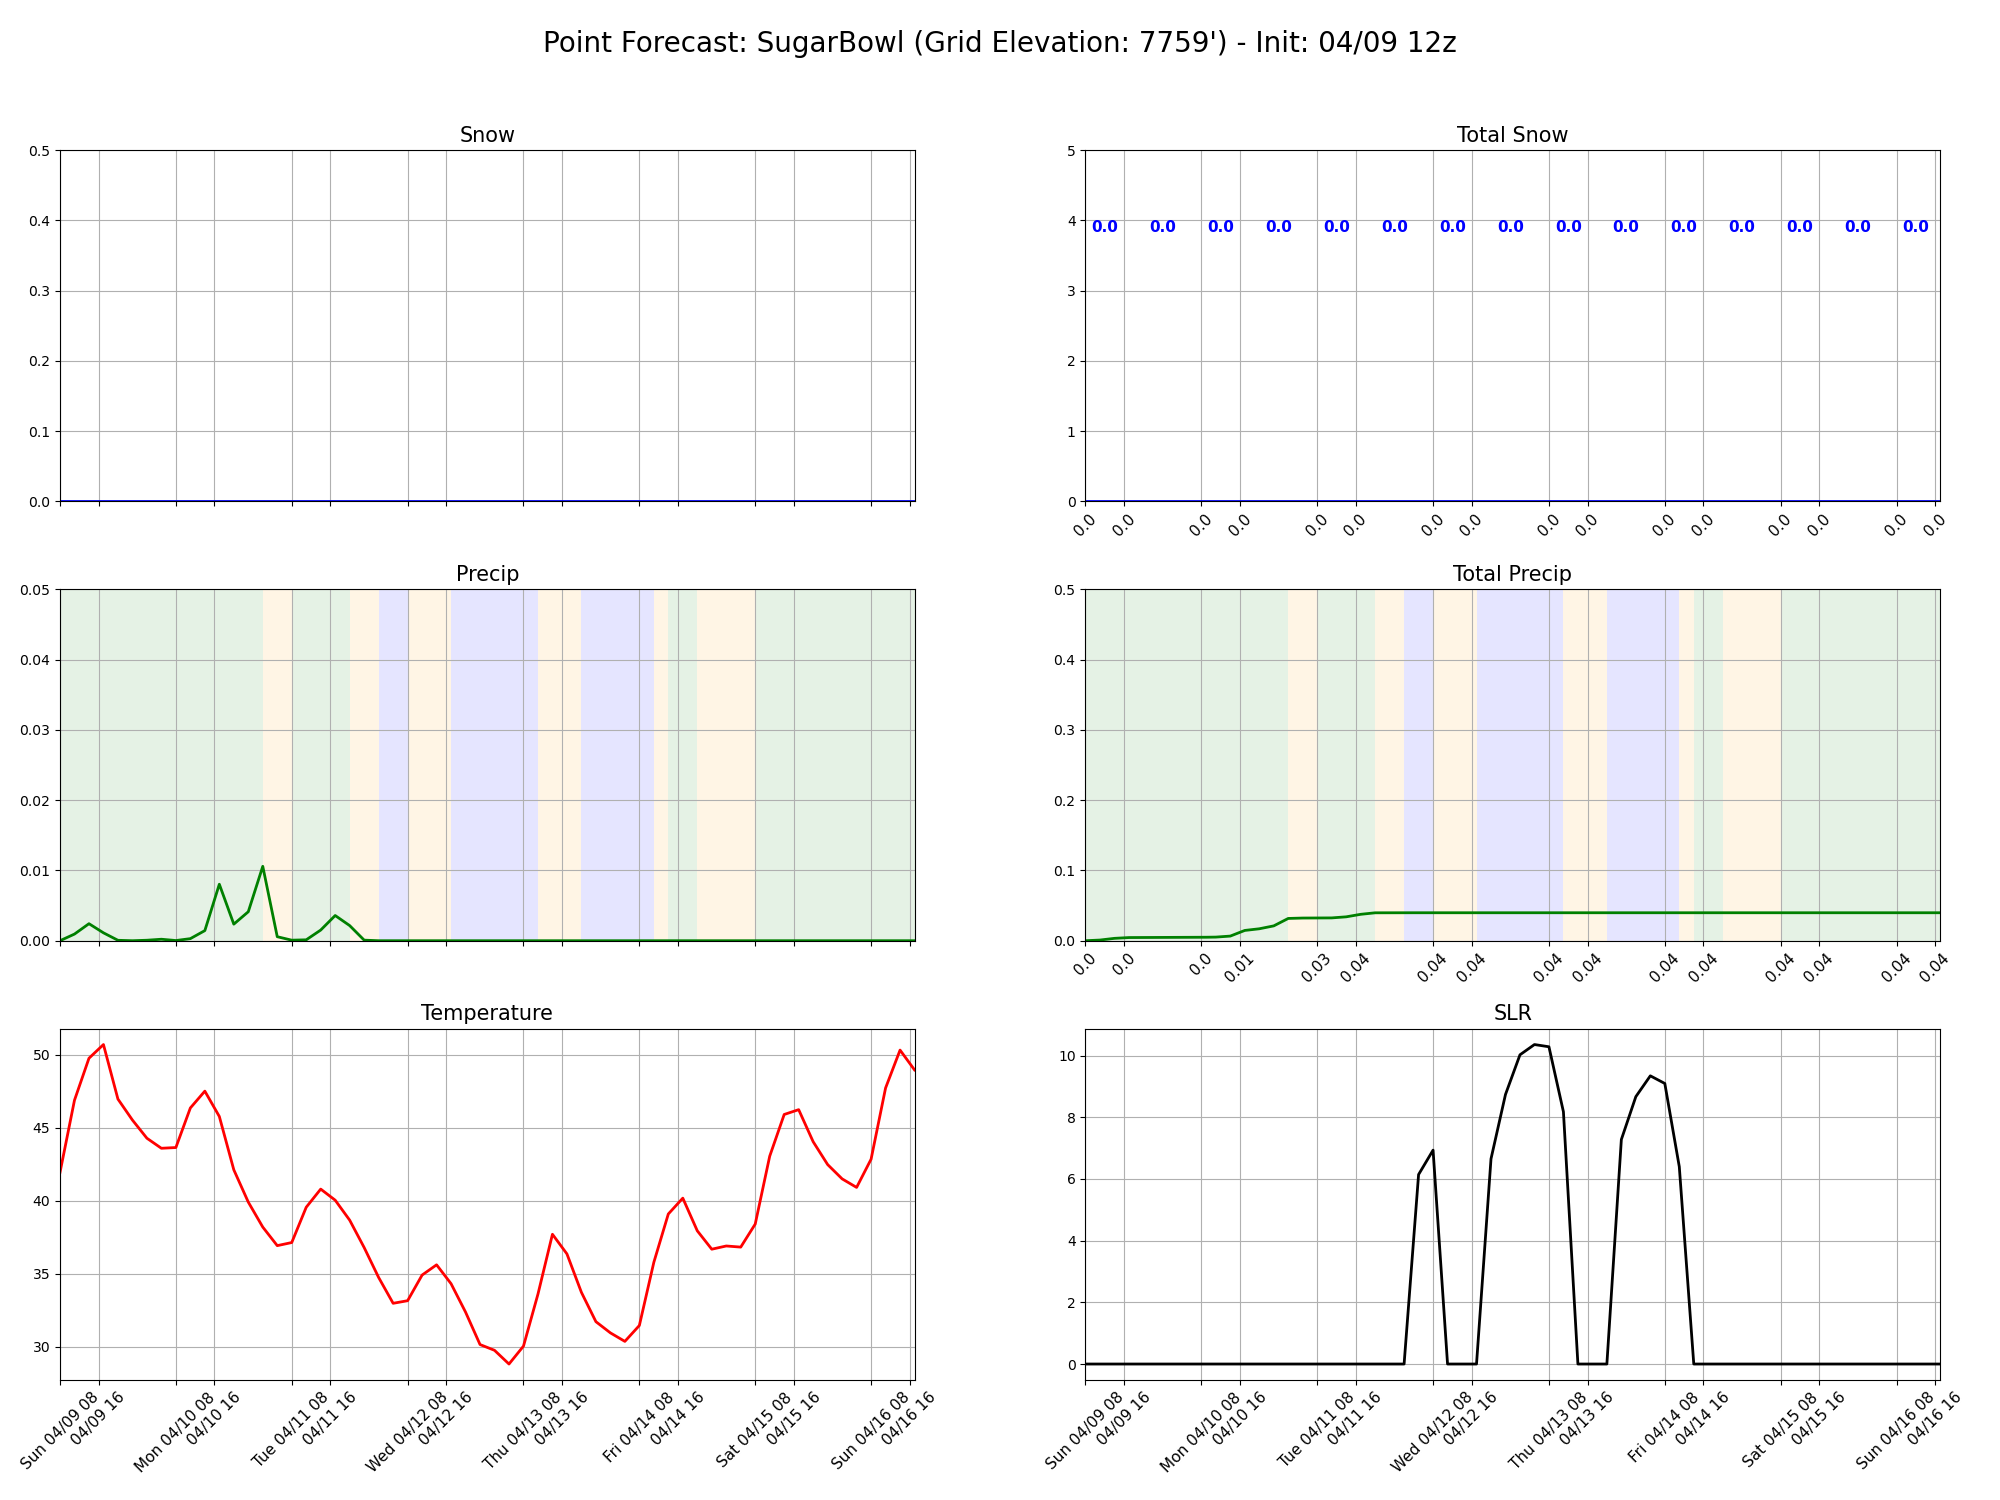 Point Forecast: SugarBowl (Grid Elevation: 7759') - Init: 04/09 12z
Snow
0.5
0.4
0.3
0.2
0.1
0.0
Total Snow
5
4
3
2
1
0
0.0 0.0 0.0 0.0 0.0 0.0 0.0 0.0 0.0 0.0 0.0 0.0 0.0 0.0 0.0
0.0 0.0 0.0 0.0 0.0 0.0 0.0 0.0 0.0 0.0 0.0 0.0 0.0 0.0 0.0 0.0
Precip
0.05
0.04
0.03
0.02
0.01
0.00
Total Precip
0.5
0.4
0.3
0.2
0.1
0.0
0.0 0.0 0.0 0.01 0.03 0.04 0.04 0.04 0.04 0.04 0.04 0.04 0.04 0.04 0.04 0.04
Temperature
50
45
40
35
30
Sun 04/09 08
04/09 16
Mon 04/10 08
04/10 16
Tue 04/11 08
04/11 16
Wed 04/12 08
04/12 16
Thu 04/13 08
04/13 16
Fri 04/14 08
04/14 16
Sat 04/15 08
04/15 16
Sun 04/16 08
04/16 16
SLR
10
8
6
4
2
0
Sun 04/09 08
04/09 16
Mon 04/10 08
04/10 16
Tue 04/11 08
04/11 16
Wed 04/12 08
04/12 16
Thu 04/13 08
04/13 16
Fri 04/14 08
04/14 16
Sat 04/15 08
04/15 16
Sun 04/16 08
04/16 16